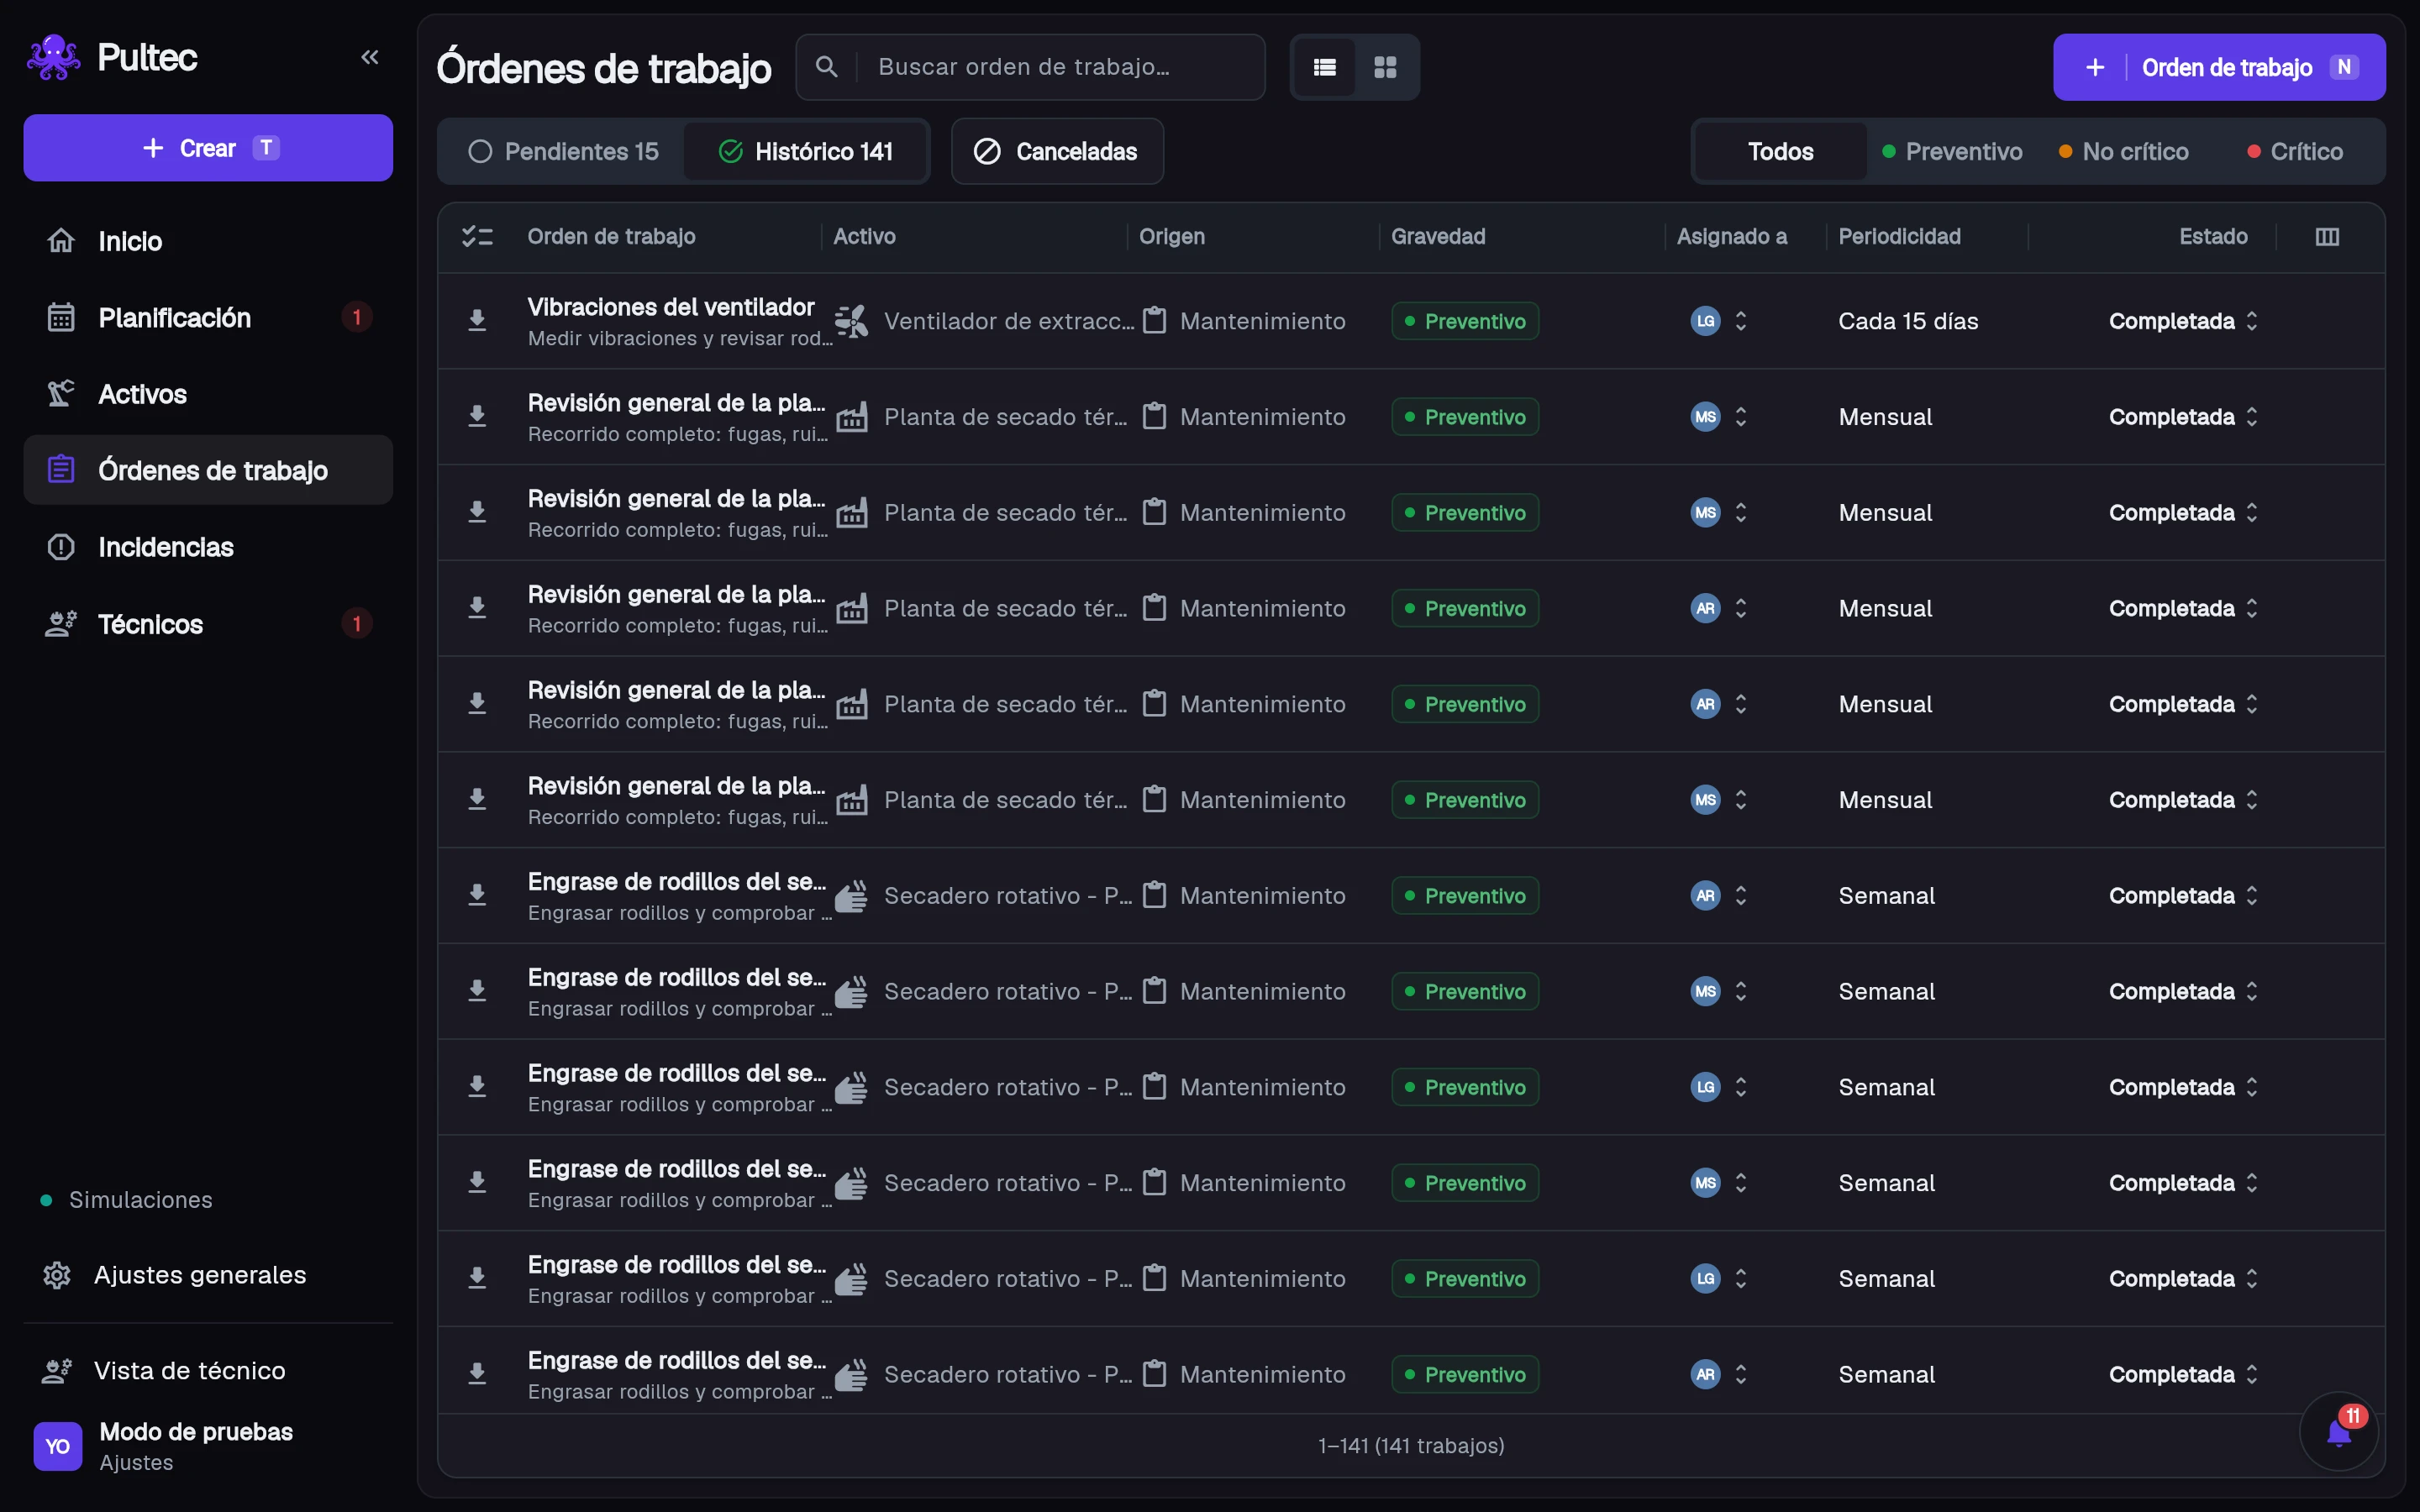 Pultec
Crear T
Inicio
Planificación 1
Activos
Órdenes de trabajo
Incidencias
Técnicos 1
Simulaciones
Ajustes generales
Vista de técnico
YO Modo de pruebas
Ajustes
Órdenes de trabajo
Buscar orden de trabajo...
Orden de trabajo N
Pendientes 15
Histórico 141
Canceladas
Todos
Preventivo
No crítico
Crítico
Orden de trabajo Activo Origen Gravedad Asignado a Periodicidad Estado
Vibraciones del ventilador
Medir vibraciones y revisar rod...
Ventilador de extracc... Mantenimiento Preventivo LG Cada 15 días Completada
Revisión general de la pla...
Recorrido completo: fugas, rui...
Planta de secado tér... Mantenimiento Preventivo MS Mensual Completada
Revisión general de la pla...
Recorrido completo: fugas, rui...
Planta de secado tér... Mantenimiento Preventivo MS Mensual Completada
Revisión general de la pla...
Recorrido completo: fugas, rui...
Planta de secado tér... Mantenimiento Preventivo AR Mensual Completada
Revisión general de la pla...
Recorrido completo: fugas, rui...
Planta de secado tér... Mantenimiento Preventivo AR Mensual Completada
Revisión general de la pla...
Recorrido completo: fugas, rui...
Planta de secado tér... Mantenimiento Preventivo MS Mensual Completada
Engrase de rodillos del se...
Engrasar rodillos y comprobar ...
Secadero rotativo - P... Mantenimiento Preventivo AR Semanal Completada
Engrase de rodillos del se...
Engrasar rodillos y comprobar ...
Secadero rotativo - P... Mantenimiento Preventivo MS Semanal Completada
Engrase de rodillos del se...
Engrasar rodillos y comprobar ...
Secadero rotativo - P... Mantenimiento Preventivo LG Semanal Completada
Engrase de rodillos del se...
Engrasar rodillos y comprobar ...
Secadero rotativo - P... Mantenimiento Preventivo MS Semanal Completada
Engrase de rodillos del se...
Engrasar rodillos y comprobar ...
Secadero rotativo - P... Mantenimiento Preventivo LG Semanal Completada
Engrase de rodillos del se...
Engrasar rodillos y comprobar ...
Secadero rotativo - P... Mantenimiento Preventivo AR Semanal Completada
1–141 (141 trabajos)
11